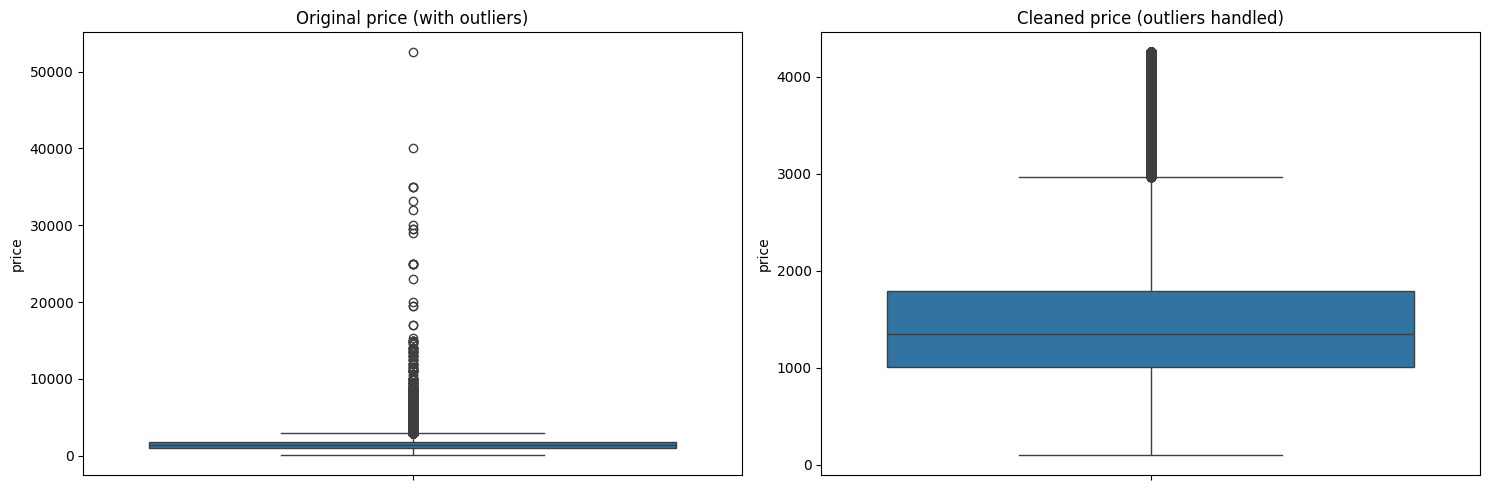 Original price (with outliers)
price
50000
40000
30000
20000
10000
0
Cleaned price (outliers handled)
price
4000
3000
2000
1000
0